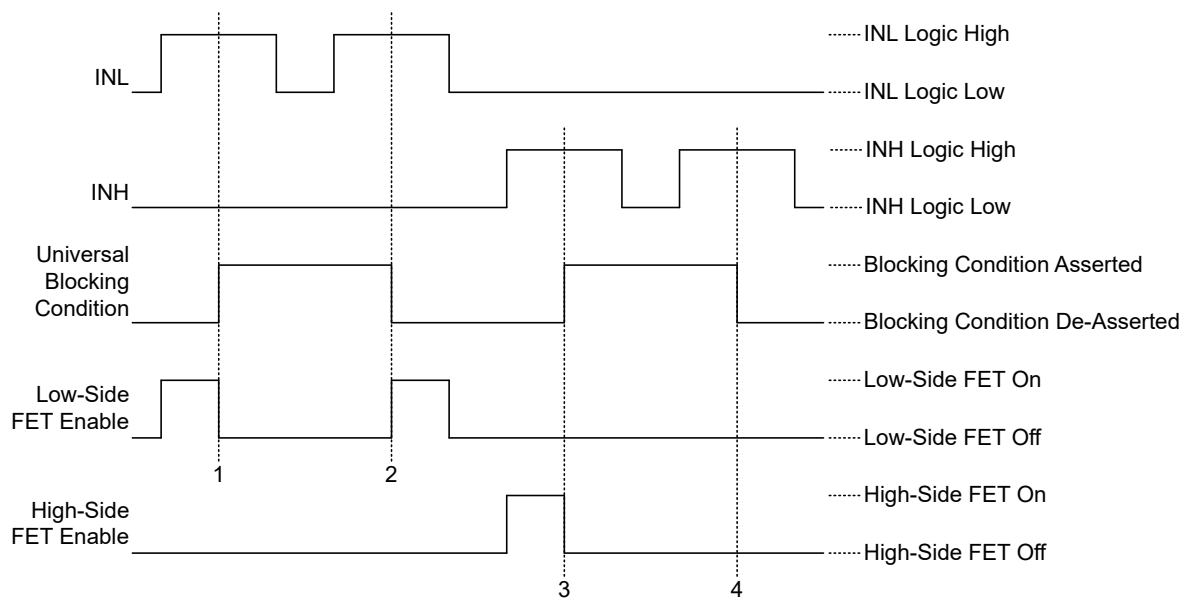 INL
INL Logic High
INL Logic Low
INH
INH Logic High
INH Logic Low
Universal
Blocking
Condition
Blocking Condition Asserted
Blocking Condition De-Asserted
Low-Side
FET Enable
Low-Side FET On
Low-Side FET Off
1
2
High-Side
FET Enable
High-Side FET On
High-Side FET Off
3
4